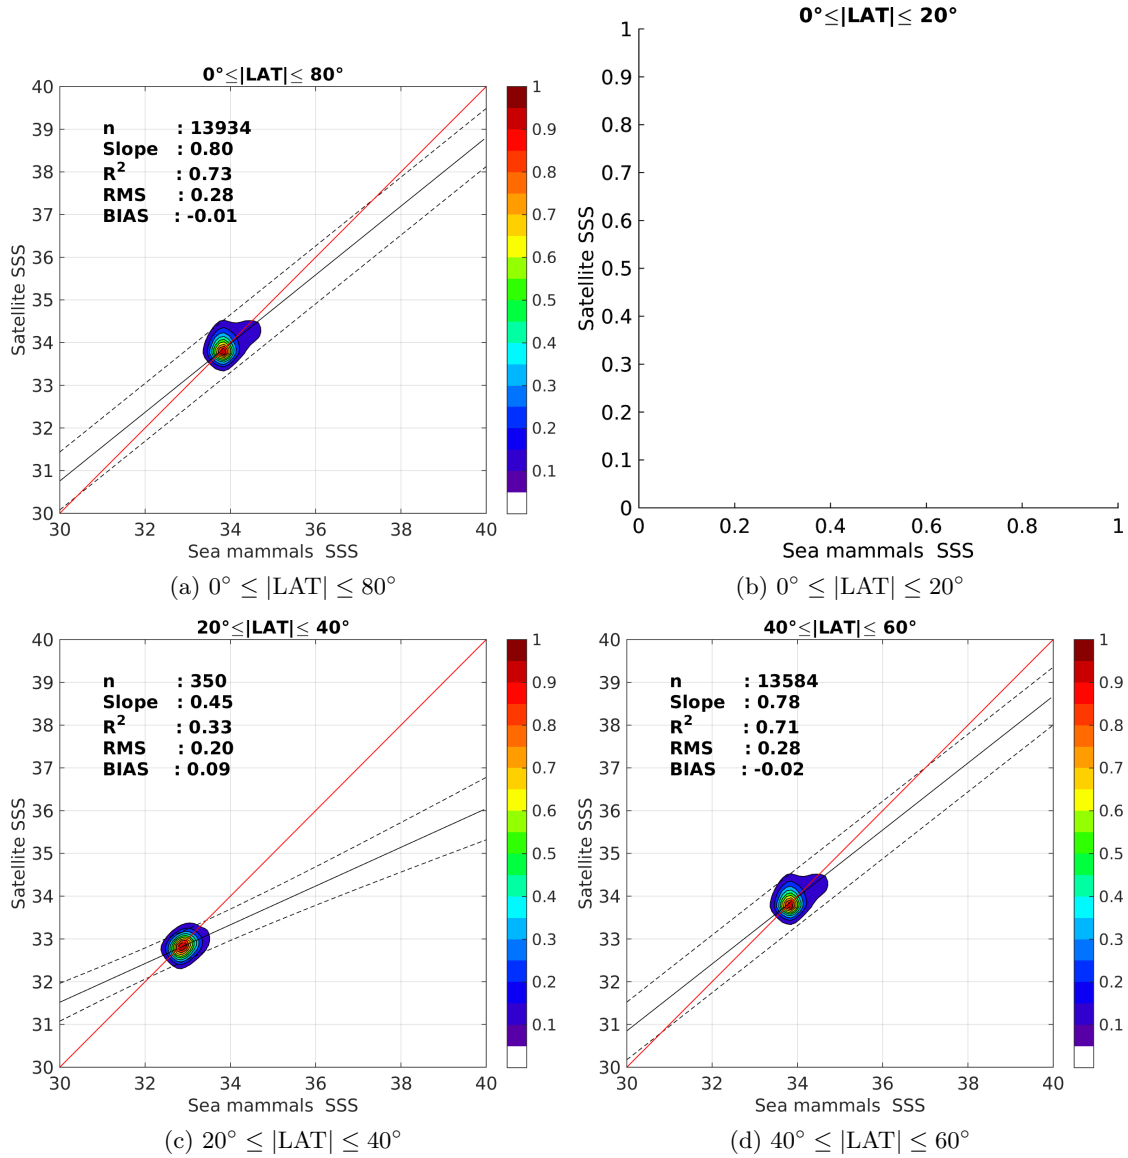 0°≤|LAT|≤ 80°
40
39
38
37
36
35
34
33
32
31
30
30 32 34 36 38 40
Satellite SSS
Sea mammals SSS
n : 13934
Slope : 0.80
R² : 0.73
RMS : 0.28
BIAS : -0.01
1
0.9
0.8
0.7
0.6
0.5
0.4
0.3
0.2
0.1
(a) 0° ≤ |LAT| ≤ 80°
0°≤|LAT|≤ 20°
1
0.9
0.8
0.7
0.6
0.5
0.4
0.3
0.2
0.1
0
0 0.2 0.4 0.6 0.8 1
Satellite SSS
Sea mammals SSS
(b) 0° ≤ |LAT| ≤ 20°
20°≤|LAT|≤ 40°
40
39
38
37
36
35
34
33
32
31
30
30 32 34 36 38 40
Satellite SSS
Sea mammals SSS
n : 350
Slope : 0.45
R² : 0.33
RMS : 0.20
BIAS : 0.09
1
0.9
0.8
0.7
0.6
0.5
0.4
0.3
0.2
0.1
(c) 20° ≤ |LAT| ≤ 40°
40°≤|LAT|≤ 60°
40
39
38
37
36
35
34
33
32
31
30
30 32 34 36 38 40
Satellite SSS
Sea mammals SSS
n : 13584
Slope : 0.78
R² : 0.71
RMS : 0.28
BIAS : -0.02
1
0.9
0.8
0.7
0.6
0.5
0.4
0.3
0.2
0.1
(d) 40° ≤ |LAT| ≤ 60°